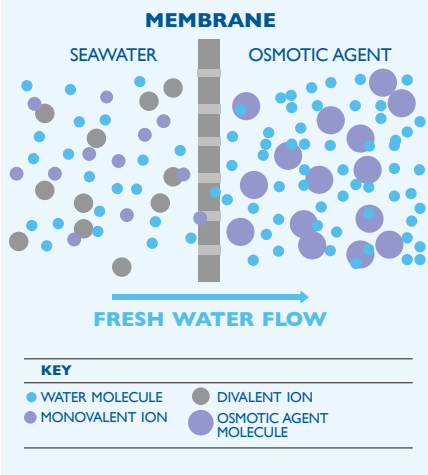 MEMBRANE
SEAWATER
OSMOTIC AGENT
FRESH WATER FLOW
KEY
WATER MOLECULE
DIVALENT ION
MONOVALENT ION
OSMOTIC AGENT
MOLECULE